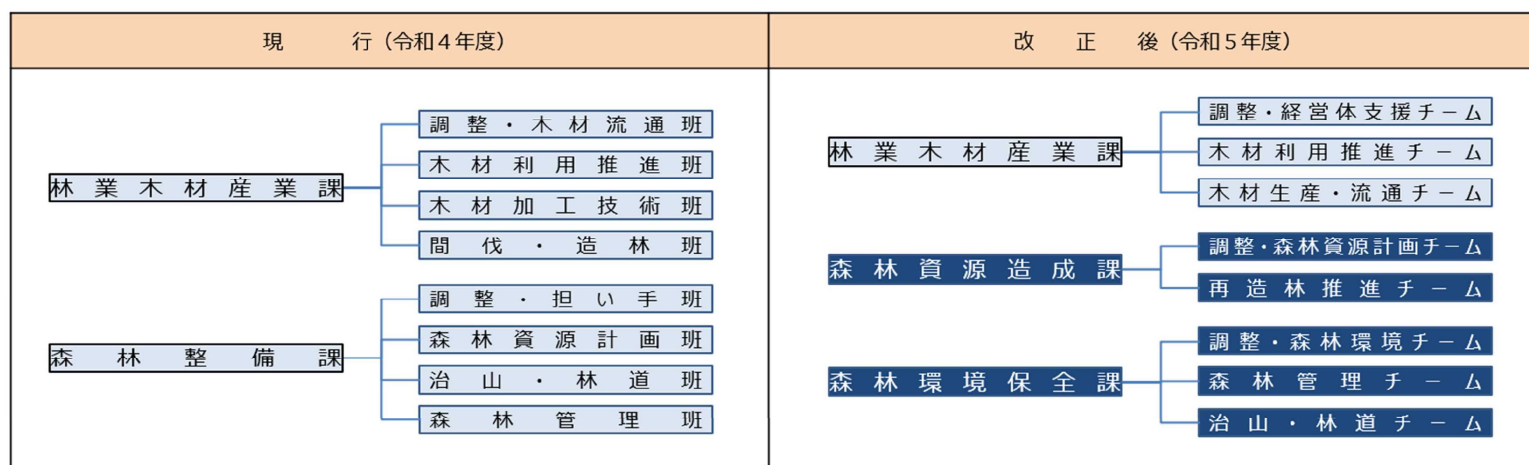 現 行（令和４年度）
林業木材産業課
調整・木材流通班
木材利用推進班
木材加工技術班
間伐・造林班
森林整備課
調整・担い手班
森林資源計画班
治山・林道班
森林管理班
改正後（令和５年度）
林業木材産業課
調整・経営体支援チーム
木材利用推進チーム
木材生産・流通チーム
森林資源造成課
調整・森林資源計画チーム
再造林推進チーム
森林環境保全課
調整・森林環境チーム
森林管理チーム
治山・林道チーム